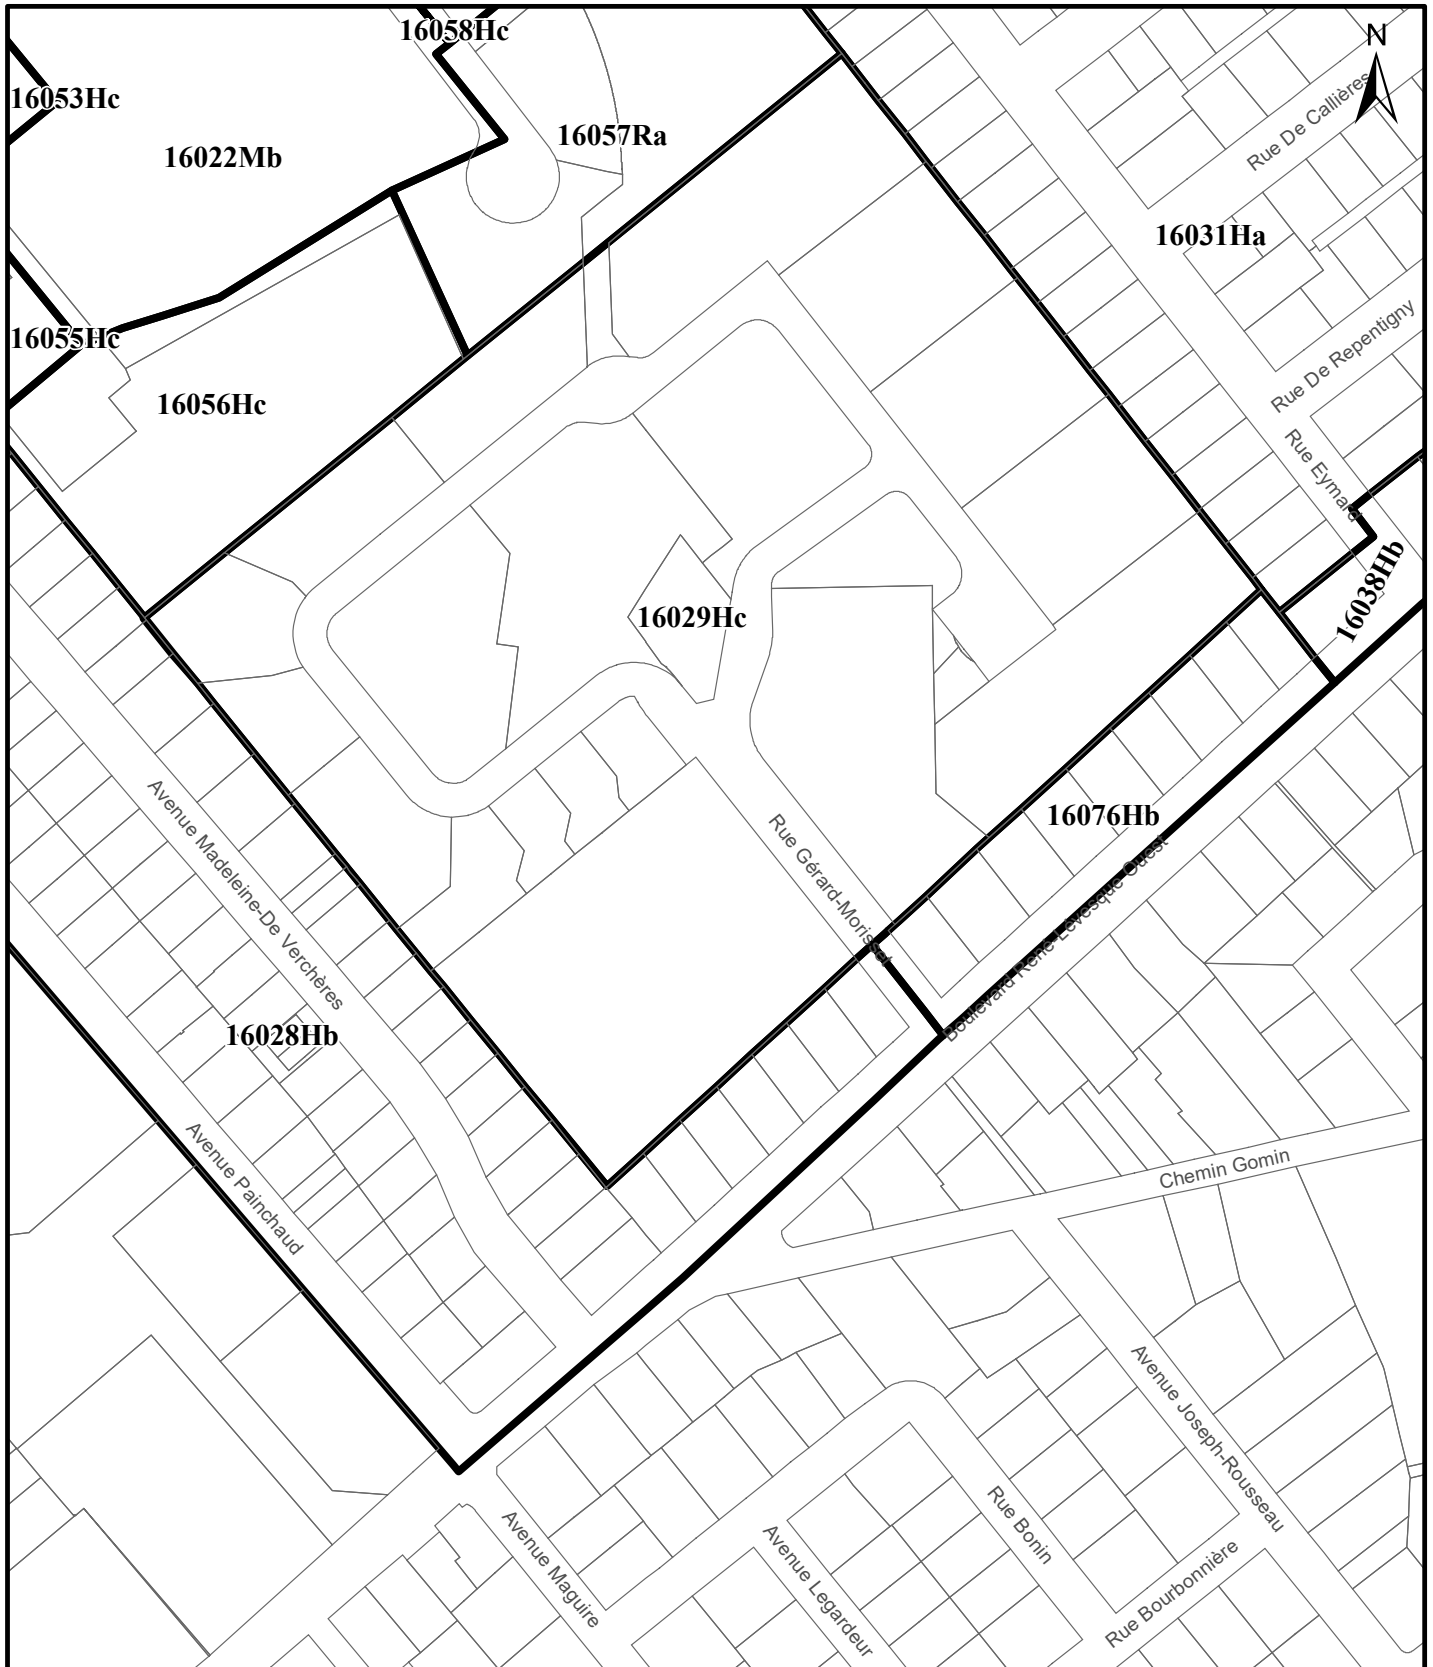 16058Hc
N
16053Hc
Rue De Callières
16057Ra
16022Mb
16031Ha
16055Hc
Rue De Repentigny
16056Hc
Rue Eymard
16038Hb
16029Hc
16076Hb
Avenue Madeleine-De Verchères
Rue Gérard-Morisset
Boulevard René-Lévesque Ouest
16028Hb
Avenue Painchaud
Chemin Gomin
Avenue Joseph-Rousseau
Rue Bonin
Avenue Maguire
Avenue Legardeur
Rue Bourbonnière